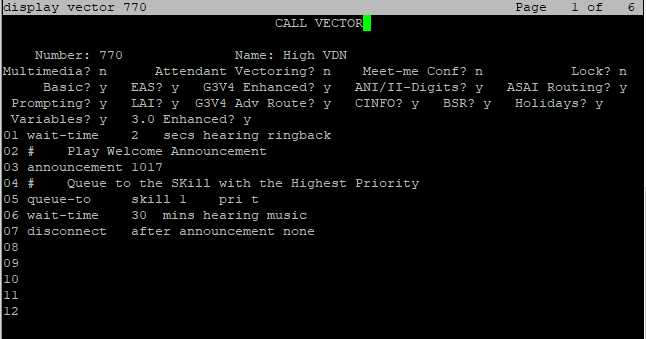 display vector 770 Page 1 of 6
CALL VECTOR
Number: 770 Name: High VDN
Multimedia? n Attendant Vectoring? n Meet-me Conf? n Lock? n
Basic? y EAS? y G3V4 Enhanced? y ANI/II-Digits? y ASAI Routing? y
Prompting? y LAI? y G3V4 Adv Route? y CINFO? y BSR? y Holidays? y
Variables? y 3.0 Enhanced? y
01 wait-time 2 secs hearing ringback
02 # Play Welcome Announcement
03 announcement 1017
04 # Queue to the SKill with the Highest Priority
05 queue-to skill 1 pri t
06 wait-time 30 mins hearing music
07 disconnect after announcement none
08
09
10
11
12